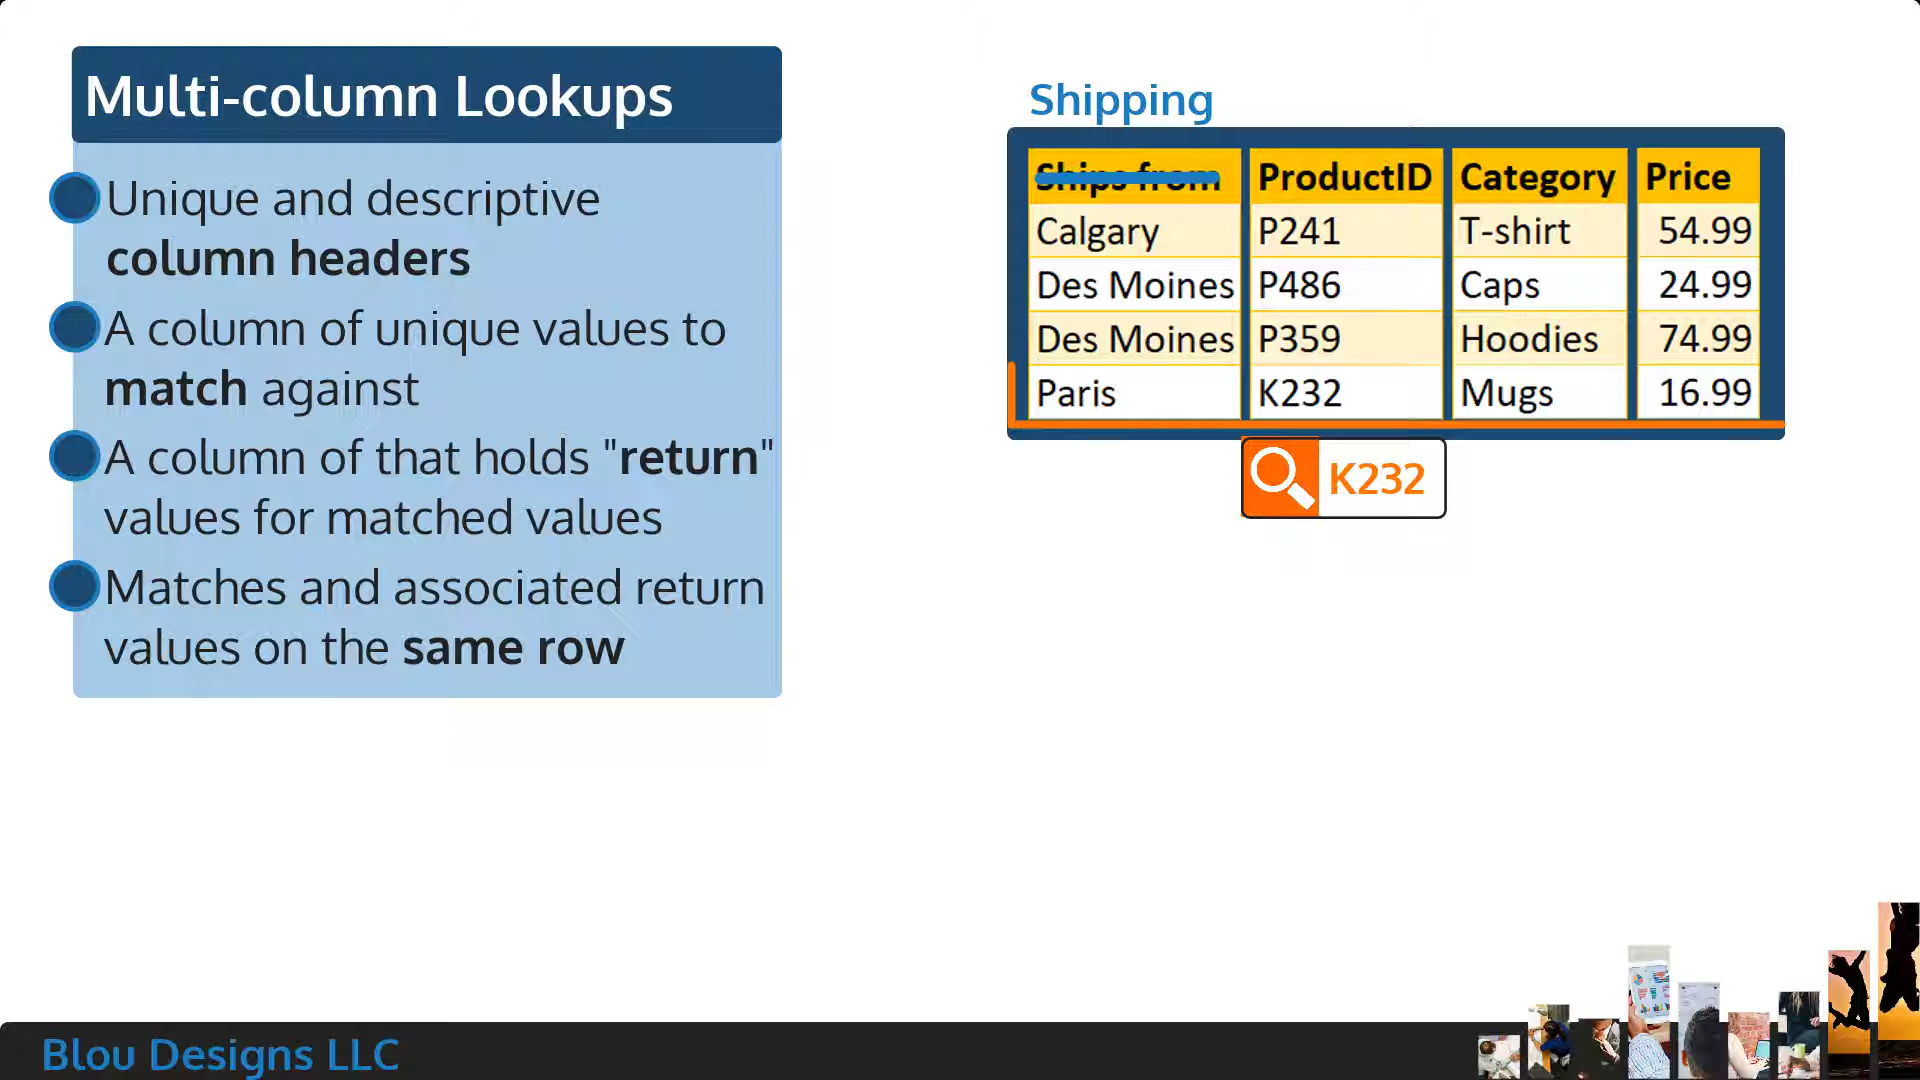 Multi-column Lookups
Unique and descriptive
column headers
A column of unique values to
match against
A column of that holds "return"
values for matched values
Matches and associated return
values on the same row
Shipping
Ships from ProductID Category Price
Calgary P241 T-shirt 54.99
Des Moines P486 Caps 24.99
Des Moines P359 Hoodies 74.99
Paris K232 Mugs 16.99
K232
Blou Designs LLC